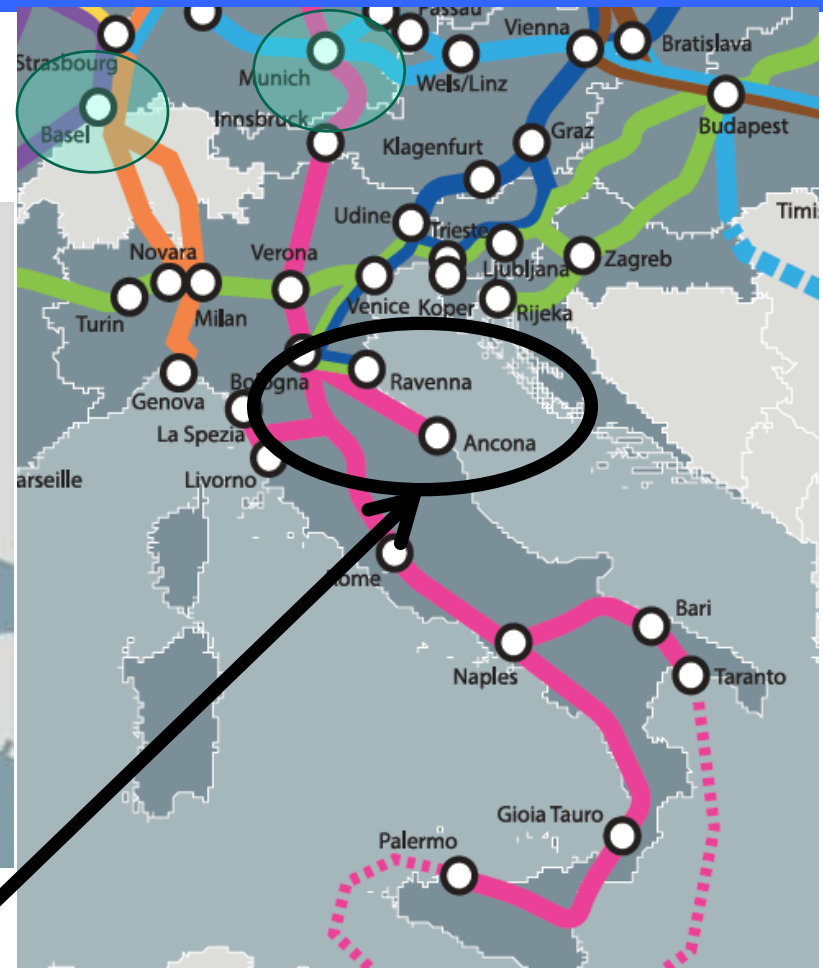 Passau
Vienna
Bratislava
Strasbourg
Munich
Wels/Linz
Basel
Innsbruck
Graz
Budapest
Klagenfurt
Udine
Trieste
Timi
Novara
Verona
Ljubljana
Zagreb
Turin
Milan
Venice
Koper
Rijeka
Bologna
Ravenna
Genova
La Spezia
Ancona
arseille
Livorno
Rome
Bari
Naples
Taranto
Gioia Tauro
Palermo